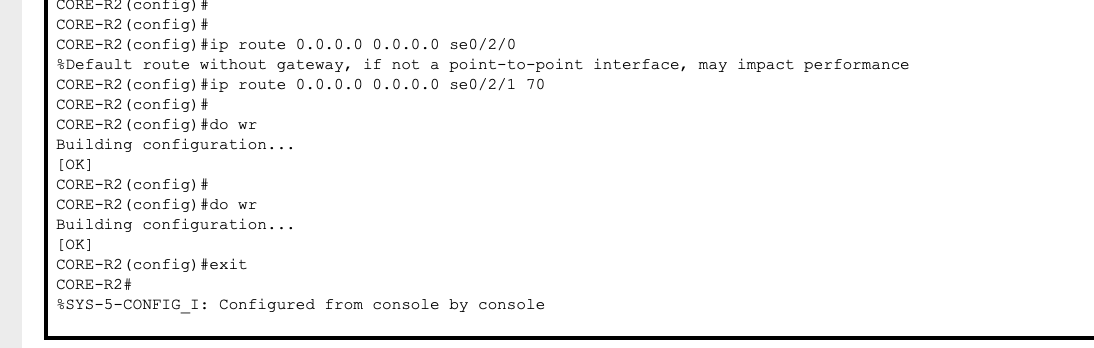 CORE-R2(config)#
CORE-R2(config)#
CORE-R2(config)#ip route 0.0.0.0 0.0.0.0 se0/2/0
%Default route without gateway, if not a point-to-point interface, may impact performance
CORE-R2(config)#ip route 0.0.0.0 0.0.0.0 se0/2/1 70
CORE-R2(config)#
CORE-R2(config)#do wr
Building configuration...
[OK]
CORE-R2(config)#
CORE-R2(config)#do wr
Building configuration...
[OK]
CORE-R2(config)#exit
CORE-R2#
%SYS-5-CONFIG_I: Configured from console by console